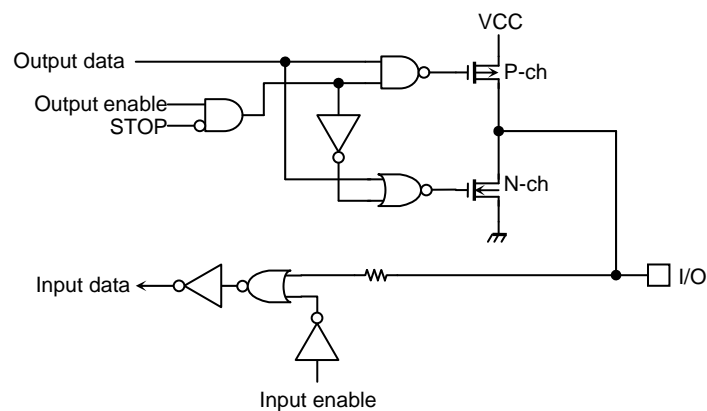 VCC
Output data
P-ch
Output enable
STOP
N-ch
Input data
I/O
Input enable